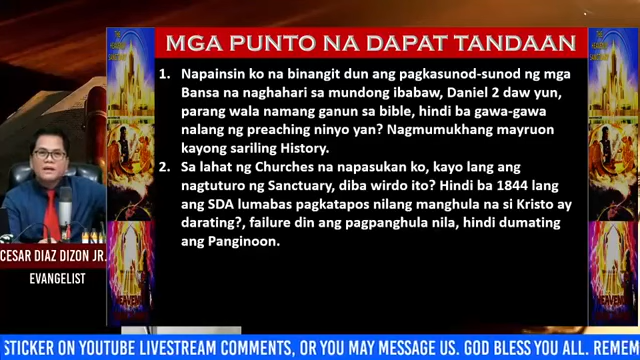 MGA PUNTO NA DAPAT TANDAAN
1. Napainsin ko na binangit dun ang pagkasunod-sunod ng mga
Bansa na naghahari sa mundong ibabaw, Daniel 2 daw yun,
parang wala namang ganun sa bible, hindi ba gawa-gawa
nalang ng preaching ninyo yan? Nagmumukhang mayruon
kayong sariling History.
2. Sa lahat ng Churches na napasukan ko, kayo lang ang
nagtuturo ng Sanctuary, diba wirdo ito? Hindi ba 1844 lang
ang SDA lumabas pagkatapos nilang manghula na si Kristo ay
darating?, failure din ang pagpanghula nila, hindi dumating
ang Panginoon.
CESAR DIAZ DIZON JR.
EVANGELIST
STICKER ON YOUTUBE LIVESTREAM COMMENTS, OR YOU MAY MESSAGE US. GOD BLESS YOU ALL. REMEM